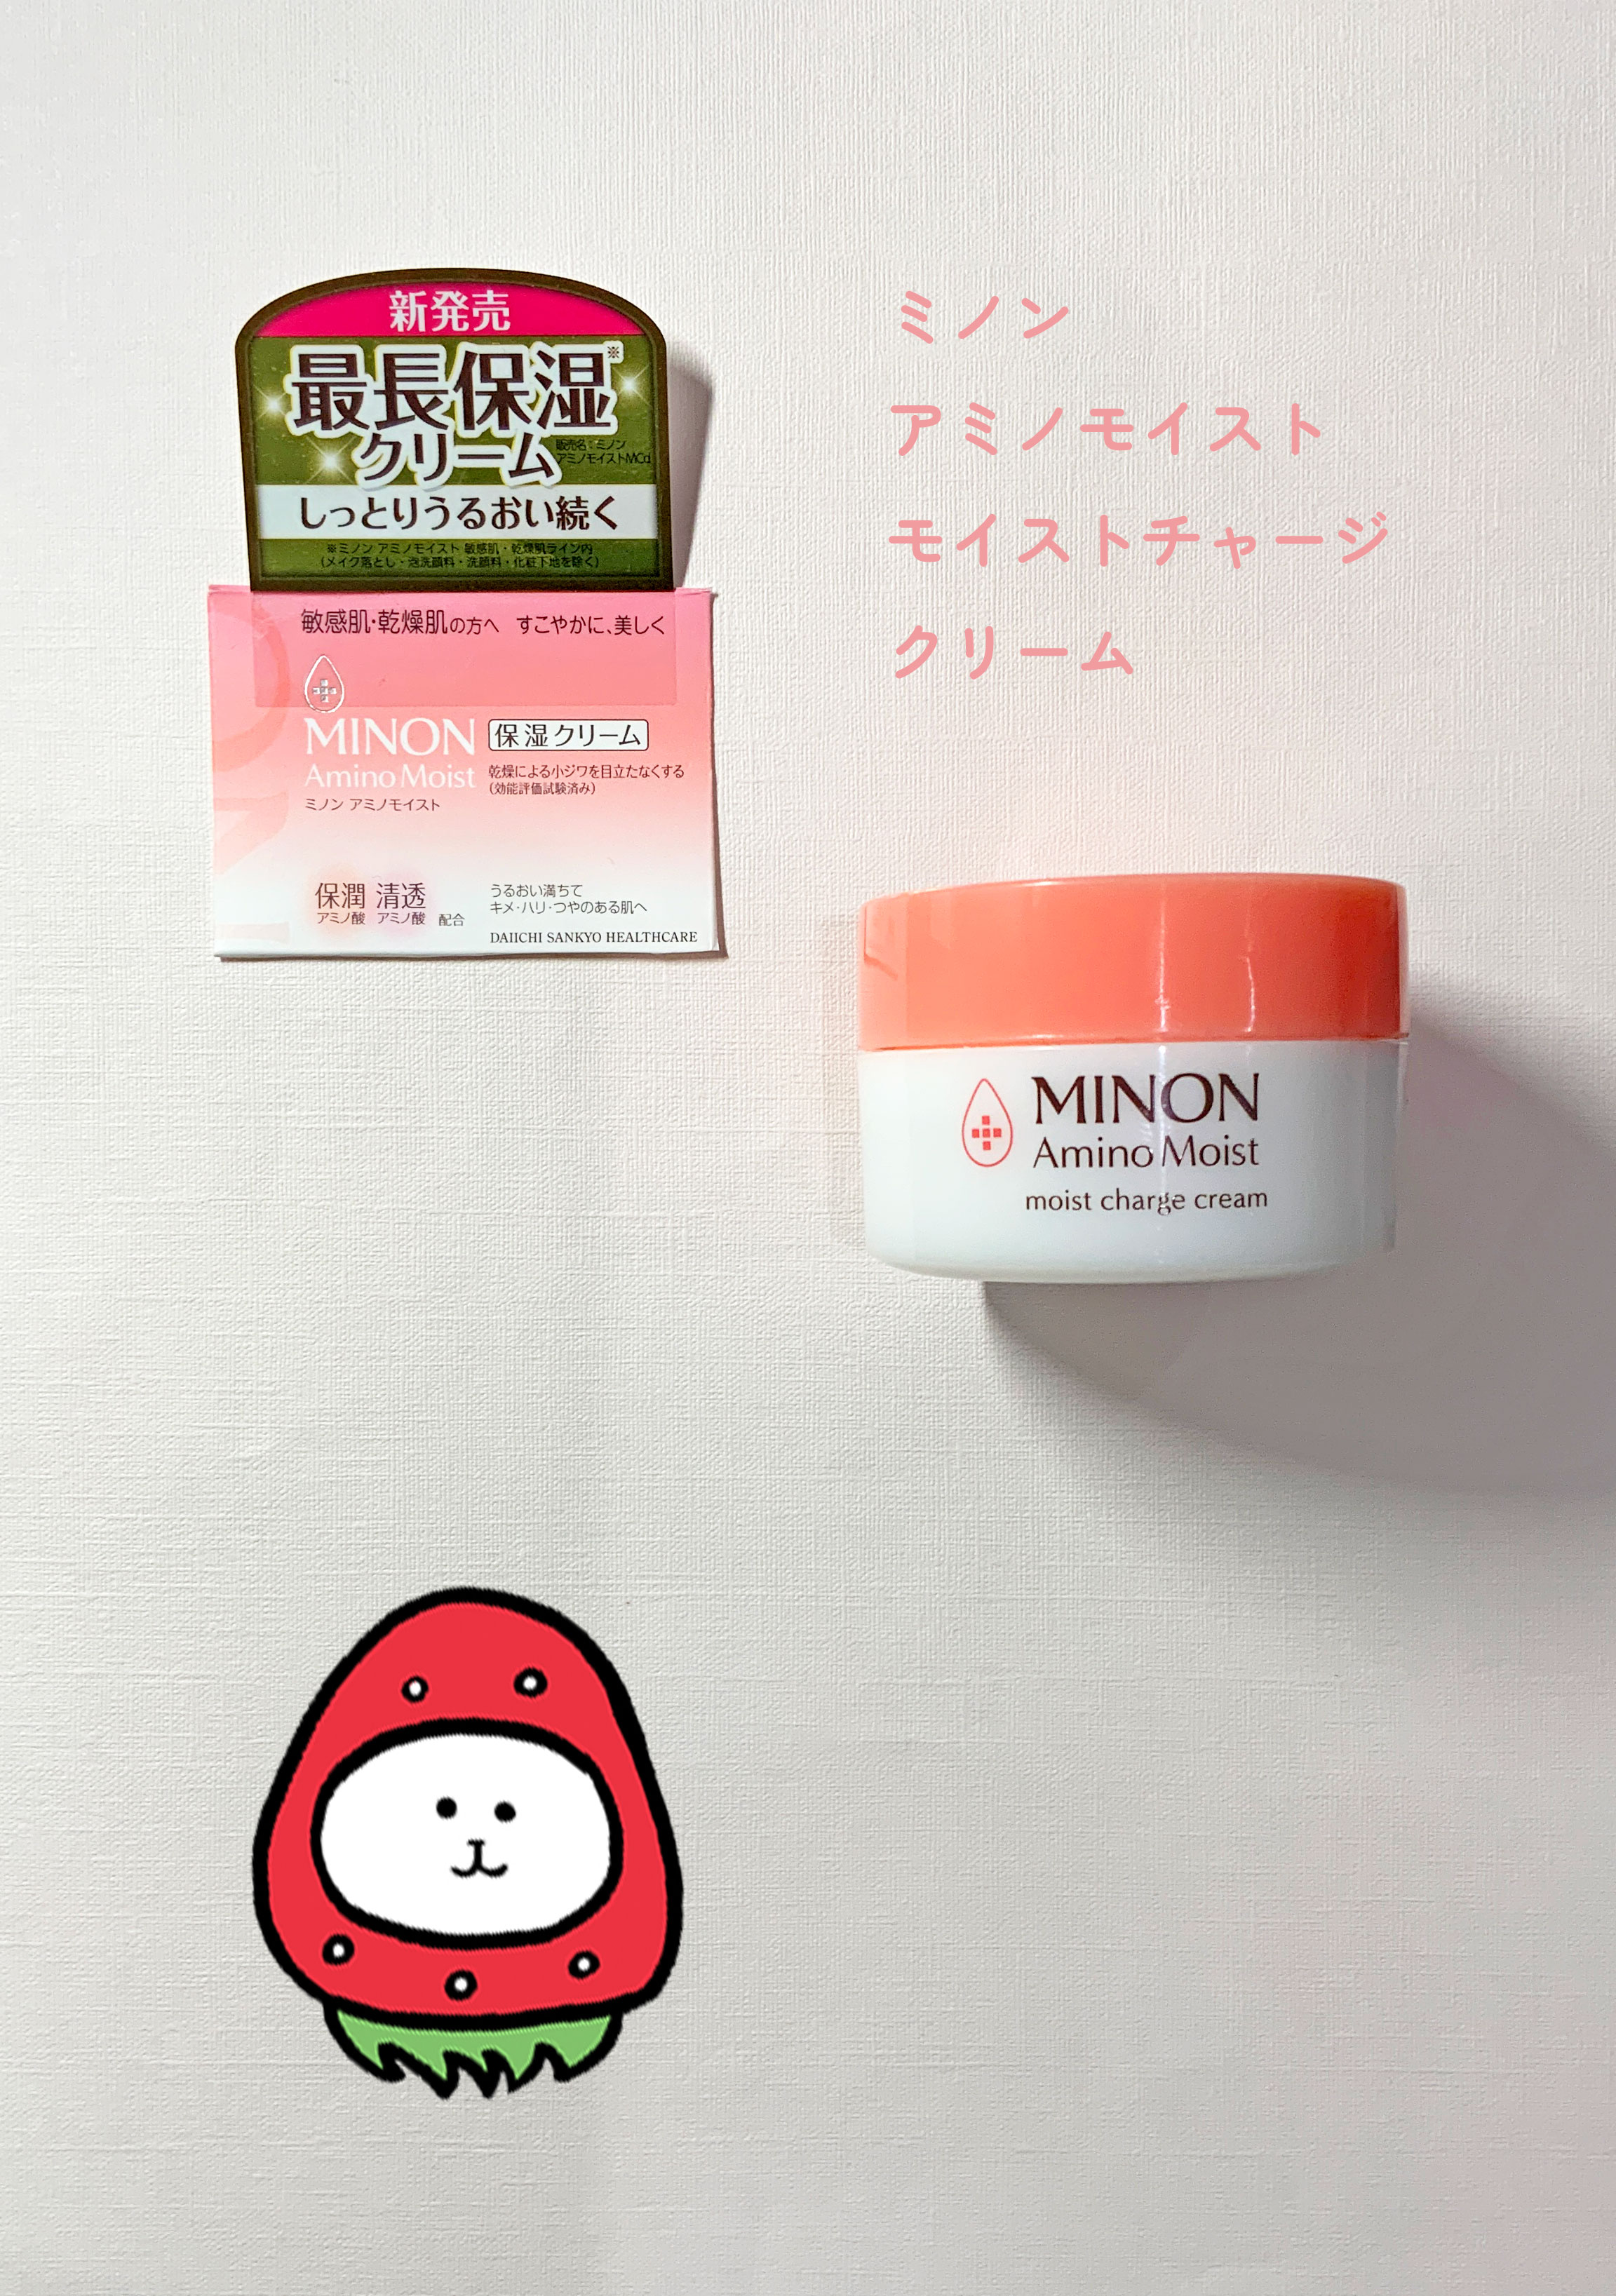 新発売
最長保湿※
クリーム
販売名：ミノン
アミノモイストMCd
しっとりうるおい続く
※ミノン アミノモイスト 敏感肌・乾燥肌ライン内
(メイク落とし・泡洗顔料・洗顔料・化粧下地を除く)
敏感肌・乾燥肌の方へ すこやかに、美しく
MINON 保湿クリーム
Amino Moist
乾燥による小ジワを目立たなくする
(効能評価試験済み)
ミノン アミノモイスト
保潤 清透
アミノ酸 アミノ酸 配合
うるおい満ちて
キメ・ハリ・つやのある肌へ
DAIICHI SANKYO HEALTHCARE
ミノン
アミノモイスト
モイストチャージ
クリーム
MINON
Amino Moist
moist charge cream